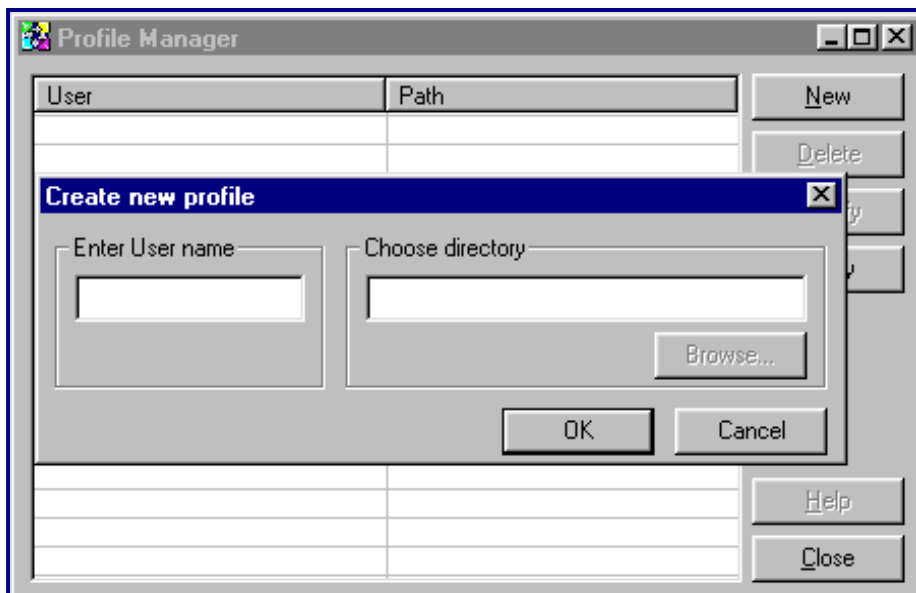 Profile Manager
User Path
New
Delete
Create new profile
Enter User name
Choose directory
Browse...
OK
Cancel
Help
Close